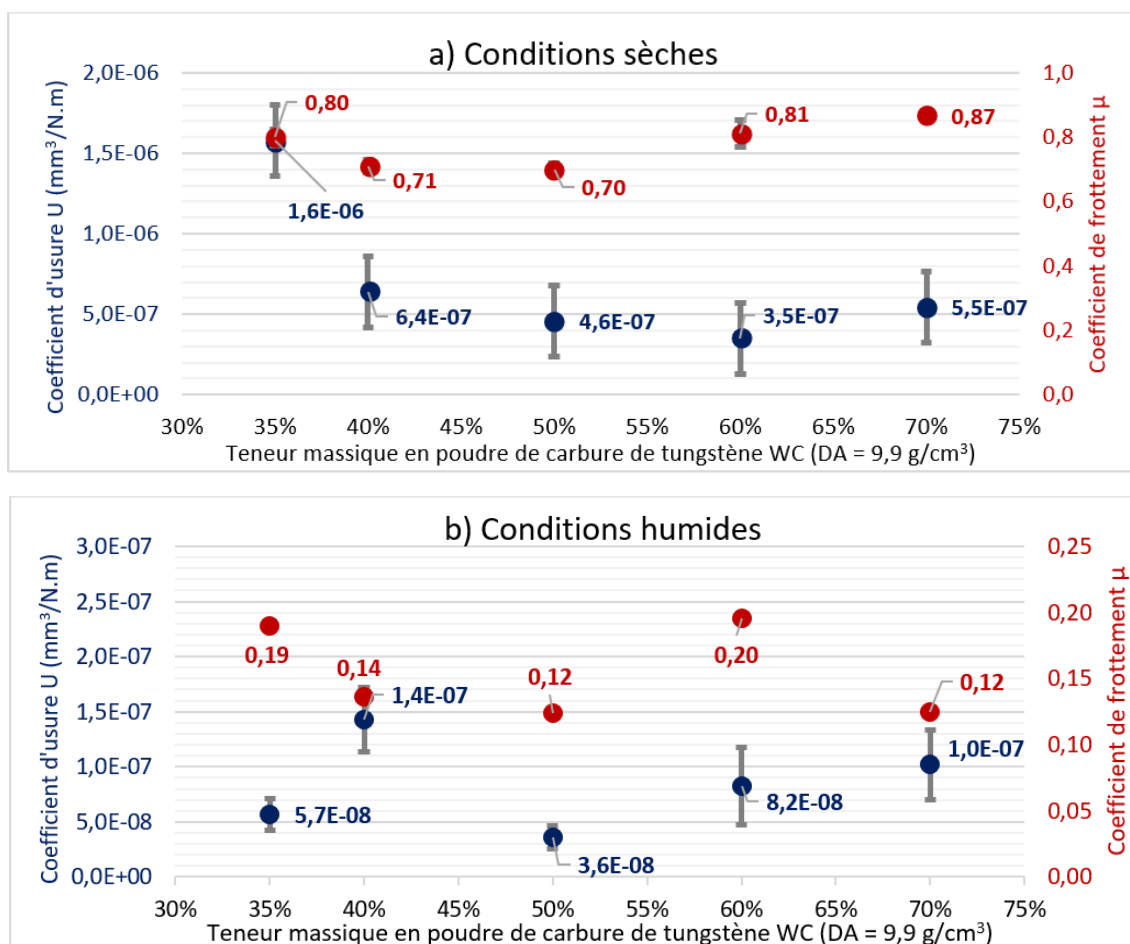 a) Conditions sèches
Coefficient d'usure U (mm³/N.m)
2,0E-06
1,5E-06
1,0E-06
5,0E-07
0,0E+00
0,80
1,6E-06
0,71
6,4E-07
0,70
4,6E-07
0,81
3,5E-07
0,87
5,5E-07
1,0
0,8
0,6
0,4
0,2
0,0
Coefficient de frottement µ
30% 35% 40% 45% 50% 55% 60% 65% 70% 75%
Teneur massique en poudre de carbure de tungstène WC (DA = 9,9 g/cm³)
b) Conditions humides
Coefficient d'usure U (mm³/N.m)
3,0E-07
2,5E-07
2,0E-07
1,5E-07
1,0E-07
5,0E-08
0,0E+00
0,19
5,7E-08
0,14
1,4E-07
0,12
3,6E-08
0,20
8,2E-08
0,12
1,0E-07
0,25
0,20
0,15
0,10
0,05
0,00
Coefficient de frottement µ
30% 35% 40% 45% 50% 55% 60% 65% 70% 75%
Teneur massique en poudre de carbure de tungstène WC (DA = 9,9 g/cm³)